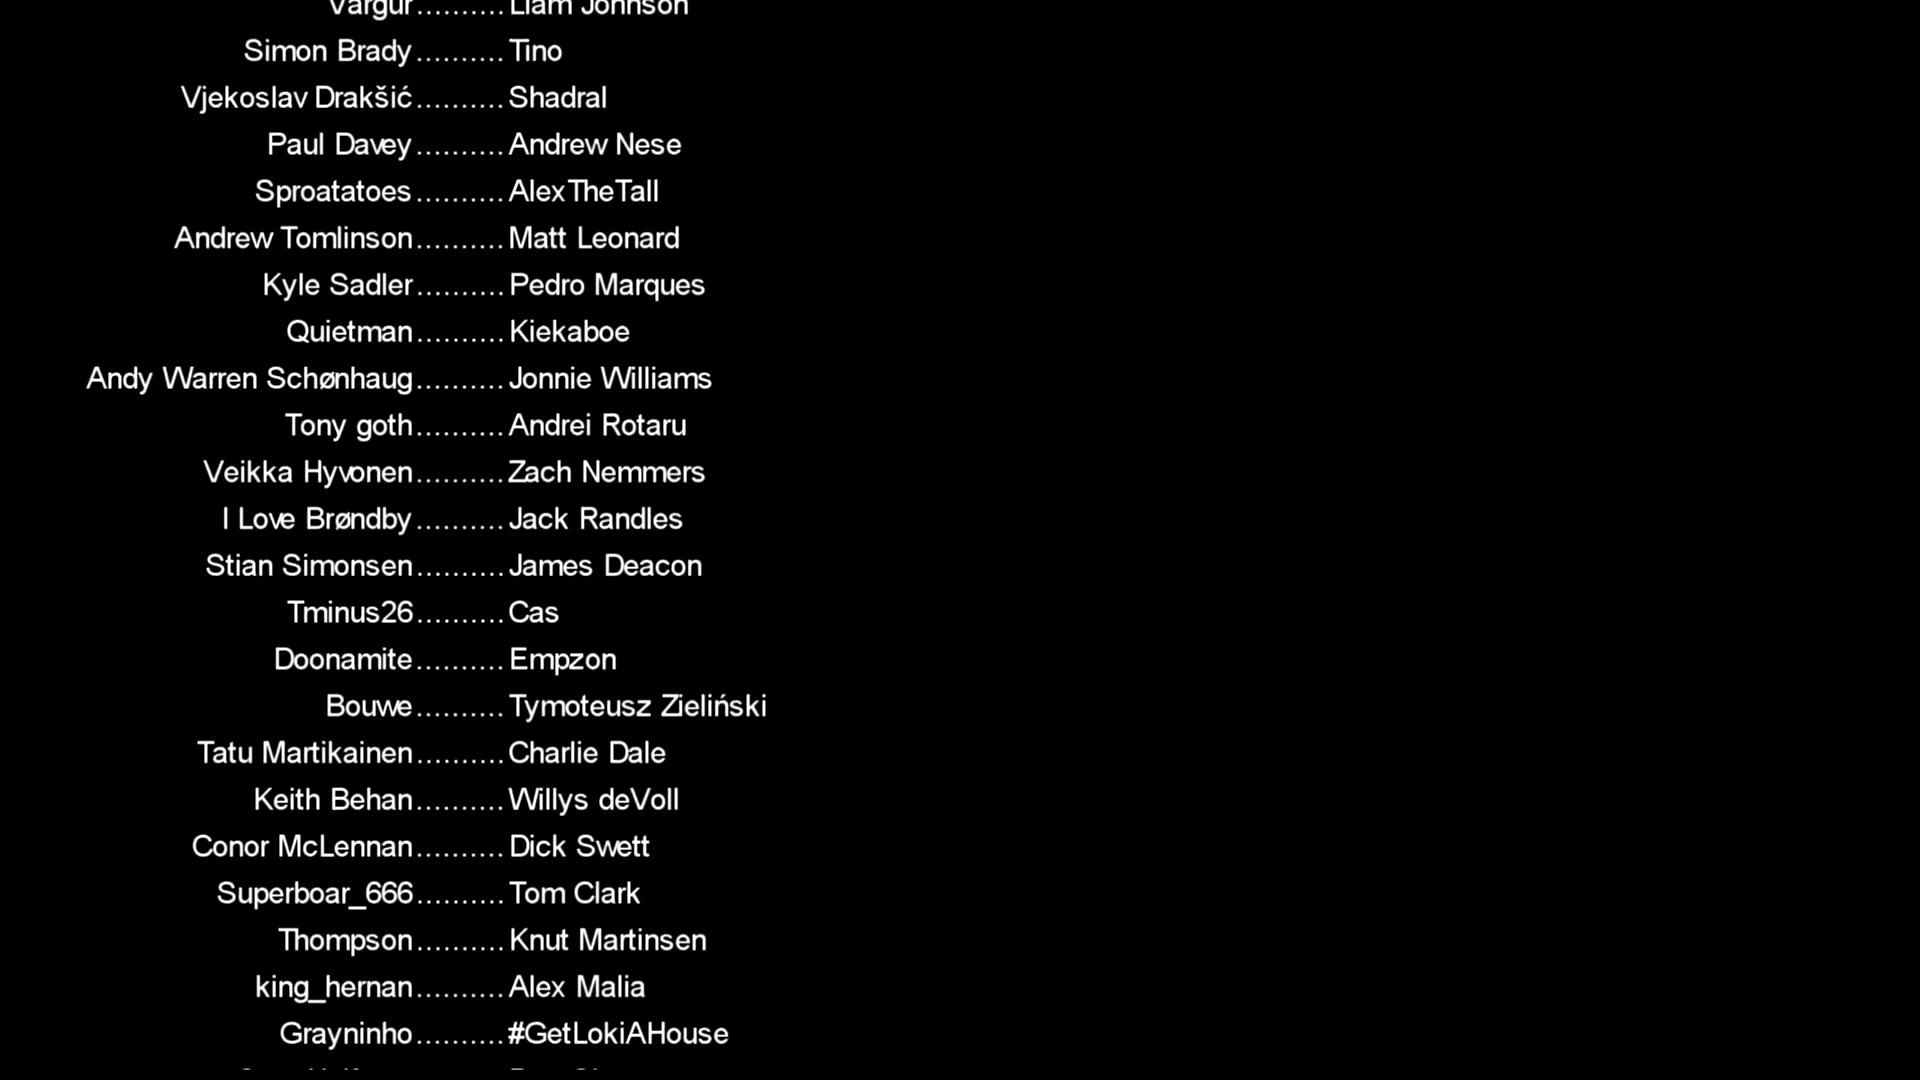 Vargur..........Liam Johnson
Simon Brady..........Tino
Vjekoslav Drakšić..........Shadral
Paul Davey..........Andrew Nese
Sproatatoes..........AlexTheTall
Andrew Tomlinson..........Matt Leonard
Kyle Sadler..........Pedro Marques
Quietman..........Kiekaboe
Andy Warren Schønhaug..........Jonnie Williams
Tony goth..........Andrei Rotaru
Veikka Hyvonen..........Zach Nemmers
I Love Brøndby..........Jack Randles
Stian Simonsen..........James Deacon
Tminus26..........Cas
Doonamite..........Empzon
Bouwe..........Tymoteusz Zieliński
Tatu Martikainen..........Charlie Dale
Keith Behan..........Willys deVoll
Conor McLennan..........Dick Swett
Superboar_666..........Tom Clark
Thompson..........Knut Martinsen
king_hernan..........Alex Malia
Grayninho..........#GetLokiAHouse